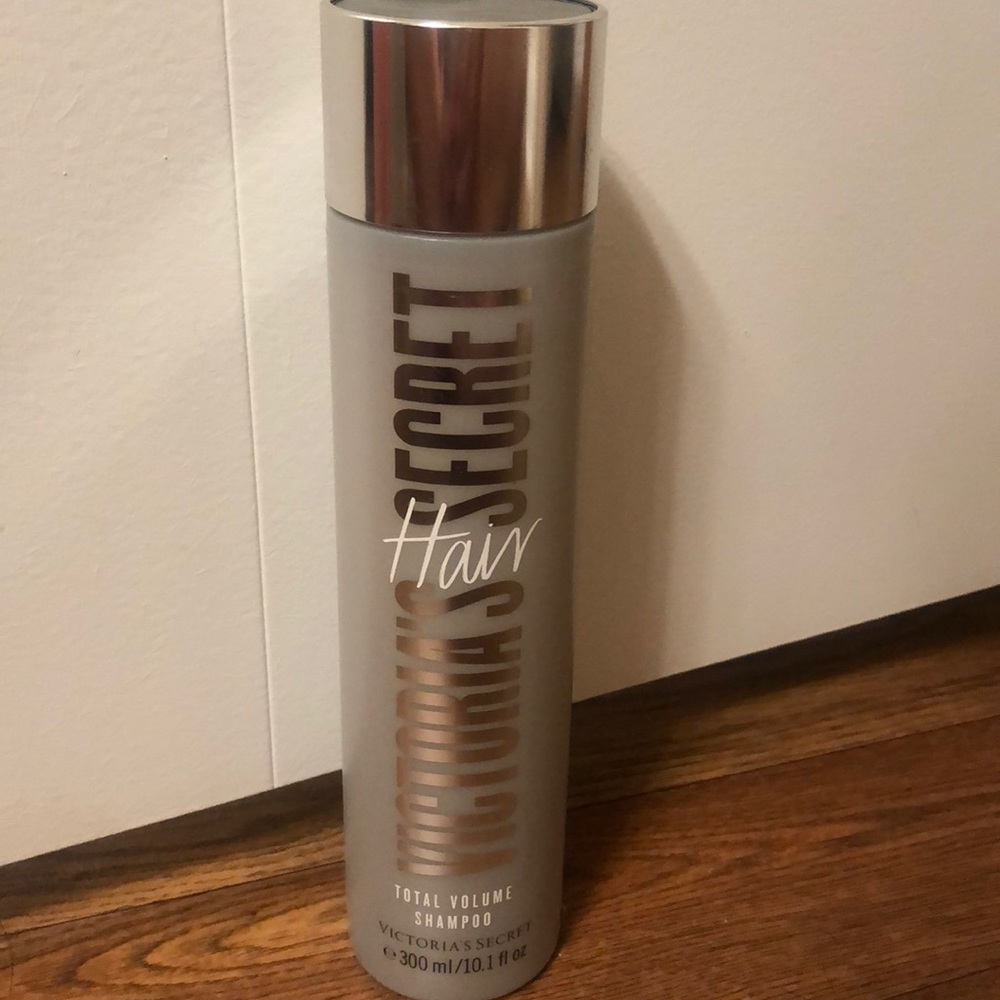 VICTORIA'S SECRET
Hair
TOTAL VOLUME
SHAMPOO
VICTORIA'S SECRET
℮300 ml/10.1 fl oz